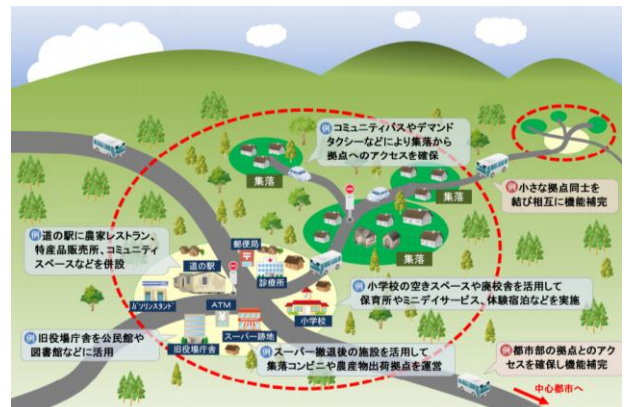 例 コミュニティバスやデマンド
タクシーなどにより集落から
拠点へのアクセスを確保
集落
集落
例 小さな拠点同士を
結び相互に機能補完
例 道の駅に農家レストラン、
特産品販売所、コミュニティ
スペースなどを併設
郵便局
集落
道の駅
診療所
例 小学校の空きスペースや廃校舎を活用して
保育所やミニデイサービス、体験宿泊などを実施
ガソリンスタンド
ATM
小学校
例 旧役場庁舎を公民館や
図書館などに活用
スーパー跡地
旧役場庁舎
例 スーパー撤退後の施設を活用して
集落コンビニや農産物出荷拠点を運営
例 都市部の拠点とのアク
セスを確保し機能補完
中心都市へ